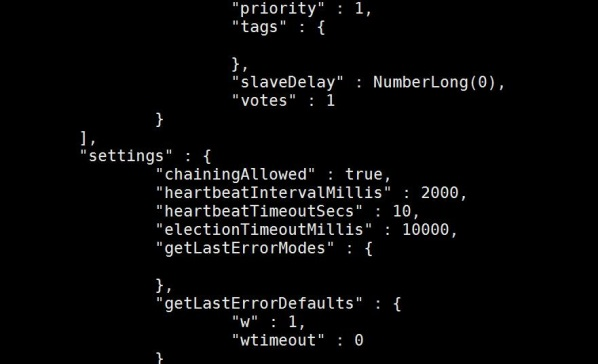 "priority" : 1,
"tags" : {
},
"slaveDelay" : NumberLong(0),
"votes" : 1
}
],
"settings" : {
"chainingAllowed" : true,
"heartbeatIntervalMillis" : 2000,
"heartbeatTimeoutSecs" : 10,
"electionTimeoutMillis" : 10000,
"getLastErrorModes" : {
},
"getLastErrorDefaults" : {
"w" : 1,
"wtimeout" : 0
}